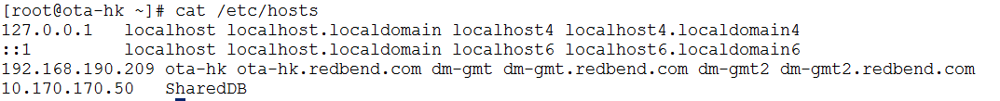 [root@ota-hk ~]# cat /etc/hosts
127.0.0.1   localhost localhost.localdomain localhost4 localhost4.localdomain4
::1         localhost localhost.localdomain localhost6 localhost6.localdomain6
192.168.190.209 ota-hk ota-hk.redbend.com dm-gmt dm-gmt.redbend.com dm-gmt2 dm-gmt2.redbend.com
10.170.170.50   SharedDB